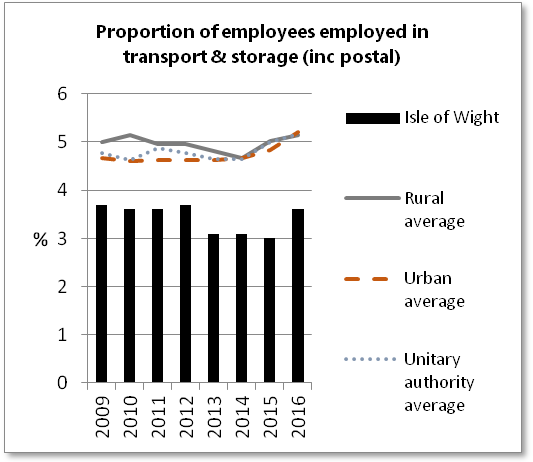 Proportion of employees employed in
transport & storage (inc postal)
6
5
4
3
2
1
0
%
2009
2010
2011
2012
2013
2014
2015
2016
Isle of Wight
Rural
average
Urban
average
Unitary
authority
average